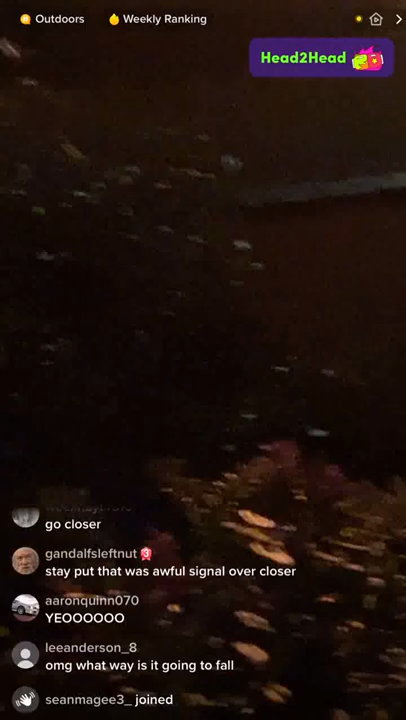 Outdoors
Weekly Ranking
Head2Head
go closer
gandalfsleftnut 3
stay put that was awful signal over closer
aaronquinn070
YEOOOOOO
leeanderson_8
omg what way is it going to fall
seanmagee3_ joined